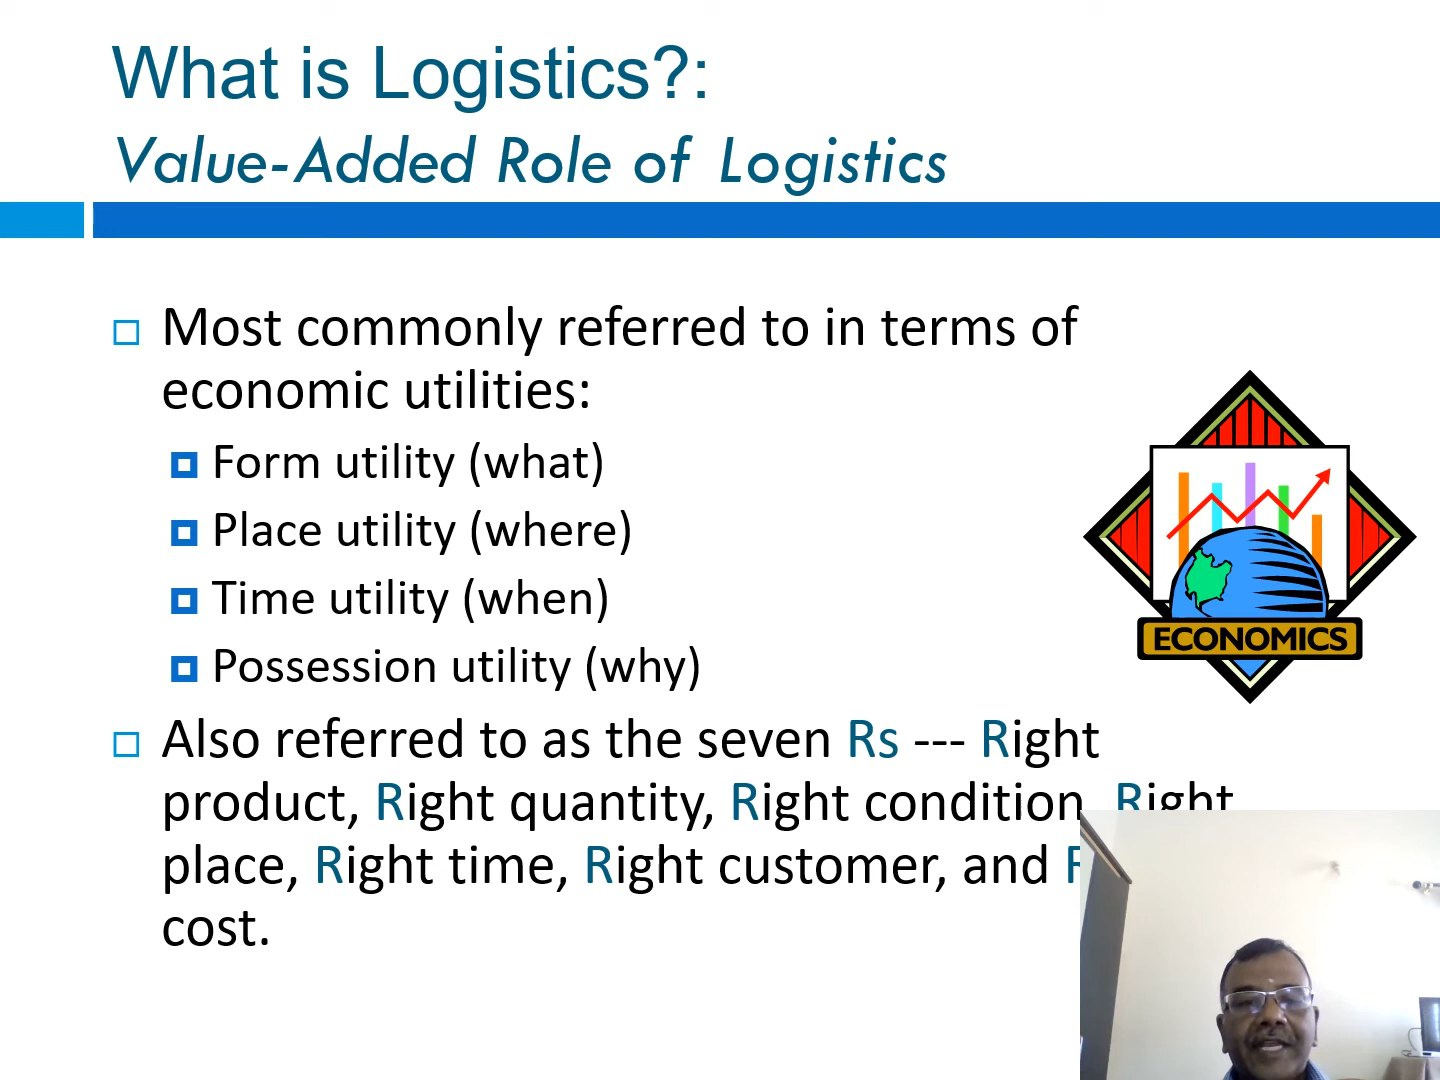 What is Logistics?:
Value-Added Role of Logistics
Most commonly referred to in terms of
economic utilities:
Form utility (what)
Place utility (where)
Time utility (when)
Possession utility (why)
ECONOMICS
Also referred to as the seven Rs --- Right
product, Right quantity, Right condition, Right
place, Right time, Right customer, and
cost.